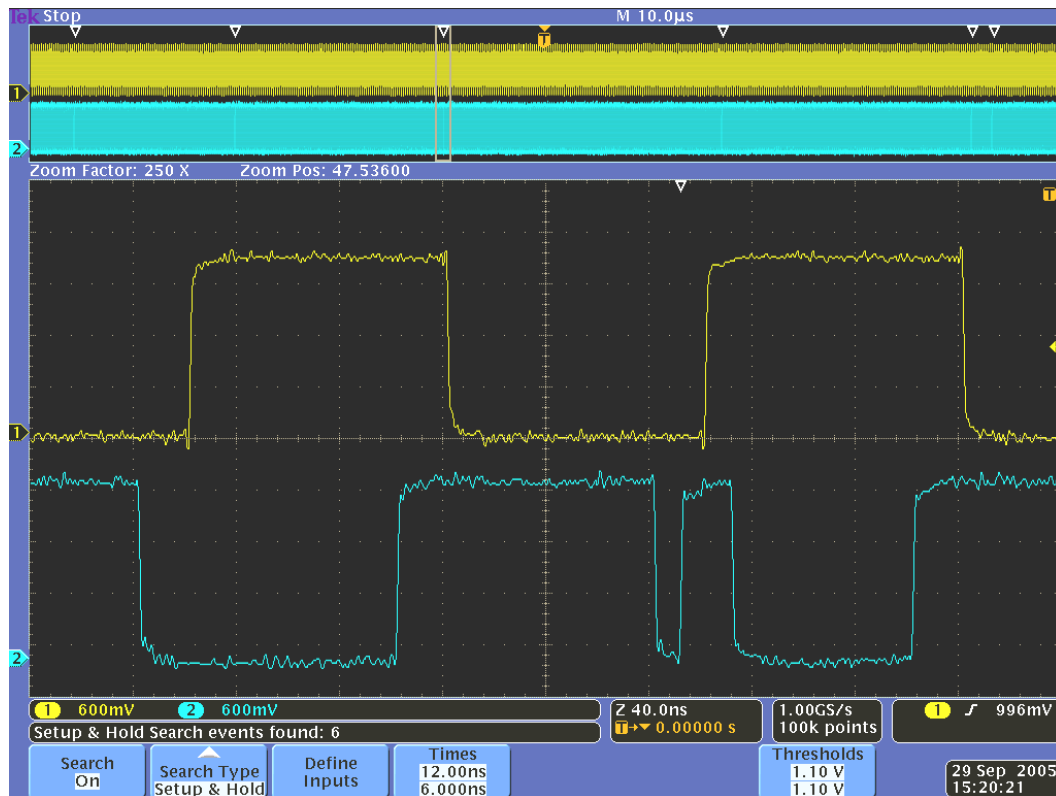 Tek Stop M 10.0µs
T
1
2
Zoom Factor: 250 X Zoom Pos: 47.53600
T
1
2
1 600mV 2 600mV
Setup & Hold Search events found: 6
Z 40.0ns
T→▼ 0.00000 s
1.00GS/s
100k points
1 996mV
Search
On
Search Type
Setup & Hold
Define
Inputs
Times
12.00ns
6.000ns
Thresholds
1.10 V
1.10 V
29 Sep 2005
15:20:21